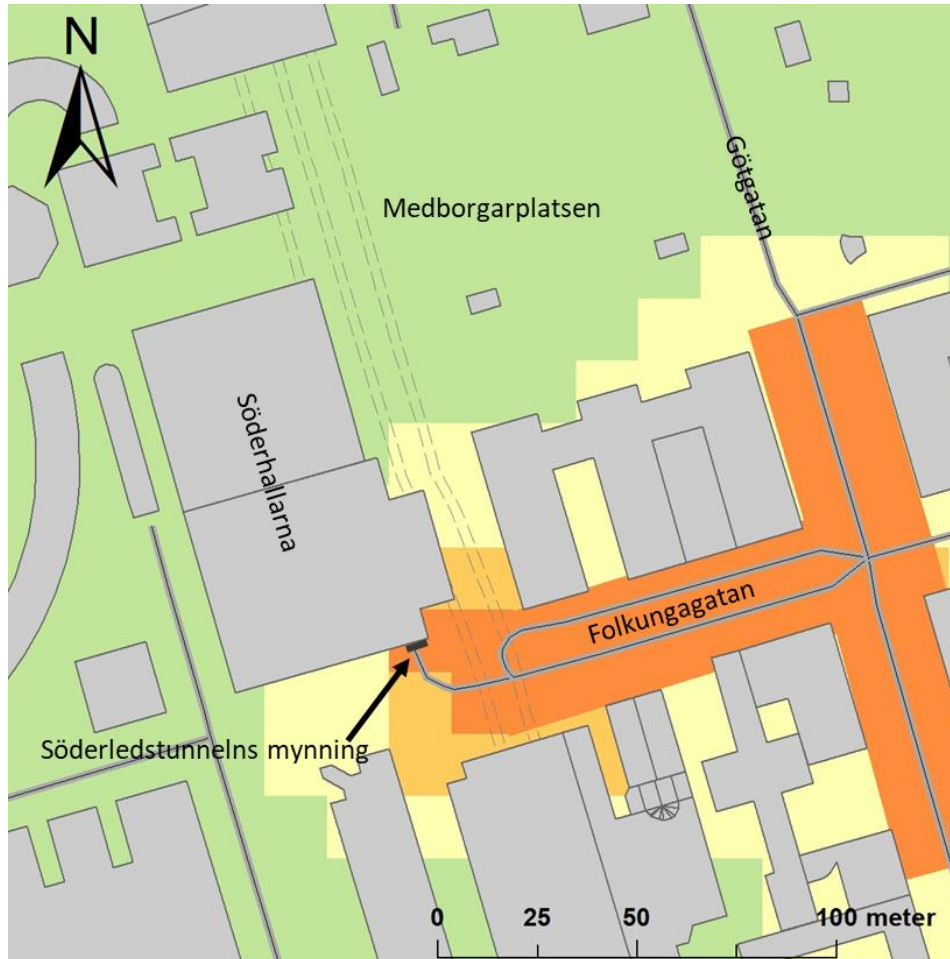 N
Götgatan
Medborgarplatsen
Söderhallarna
Folkungagatan
Söderledstunnelns mynning
0 25 50 100 meter